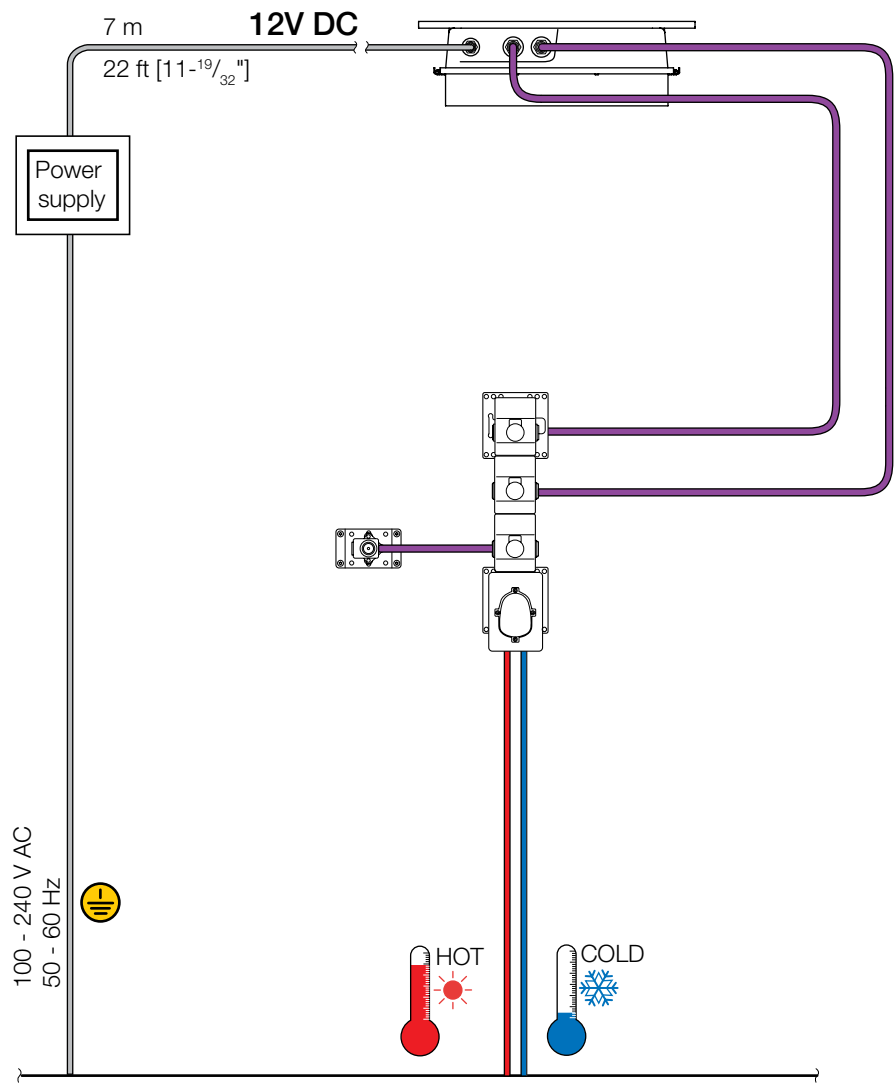 7 m
12V DC
22 ft [11-19/32"]
Power
supply
100 - 240 V AC
50 - 60 Hz
HOT
COLD